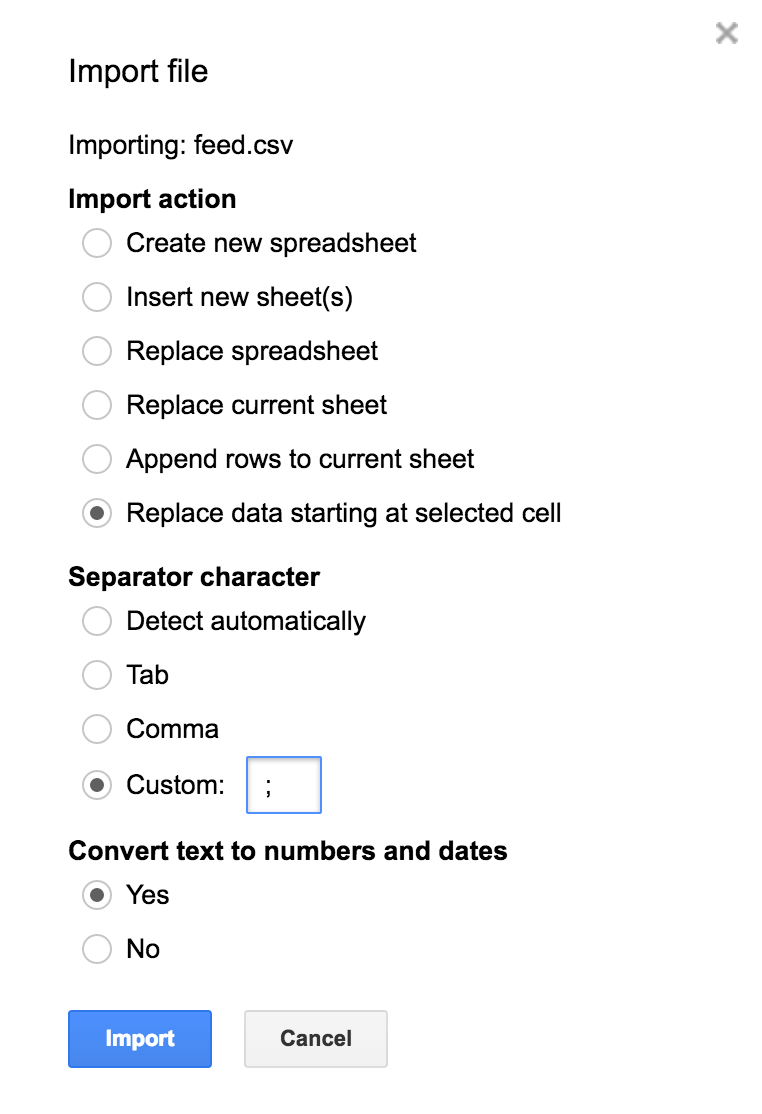 Import file
Importing: feed.csv
Import action
Create new spreadsheet
Insert new sheet(s)
Replace spreadsheet
Replace current sheet
Append rows to current sheet
Replace data starting at selected cell
Separator character
Detect automatically
Tab
Comma
Custom: ;
Convert text to numbers and dates
Yes
No
Import Cancel